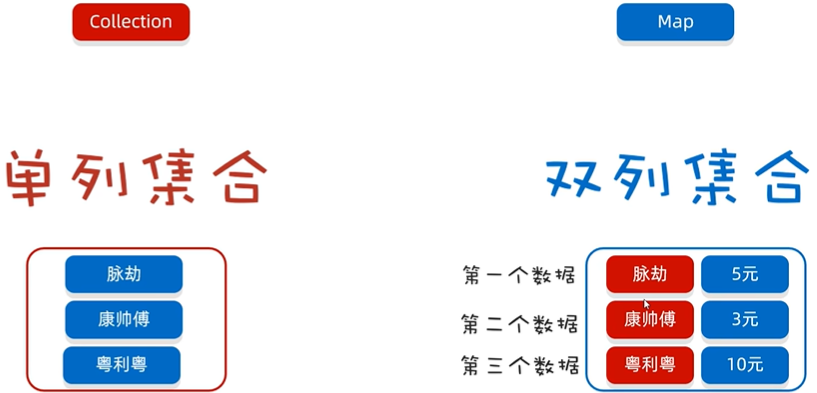 Collection
Map
单列集合
双列集合
脉劫
康帅傅
粤利粤
第一个数据 脉劫 5元
第二个数据 康帅傅 3元
第三个数据 粤利粤 10元